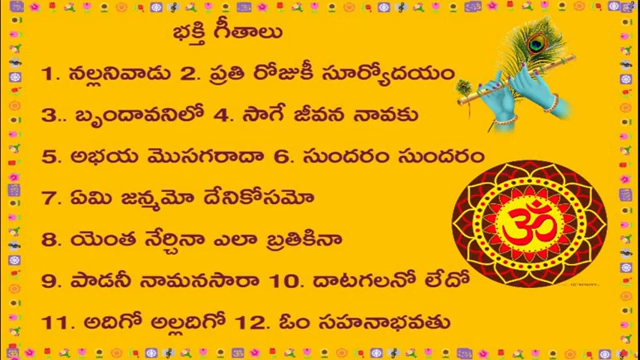 భక్తి గీతాలు
1. నల్లనివాడు 2. ప్రతి రోజుకీ సూర్యోదయం
3.. బృందావనిలో 4. సాగే జీవన నావకు
5. అభయ మొసగరాదా 6. సుందరం సుందరం
7. ఏమి జన్మమో దేనికోసమో
8. యెంత నేర్చినా ఎలా బ్రతికినా
9. పాడనీ నామనసారా 10. దాటగలనో లేదో
11. అదిగో అల్లదిగో 12. ఓం సహనాభవతు
ॐ